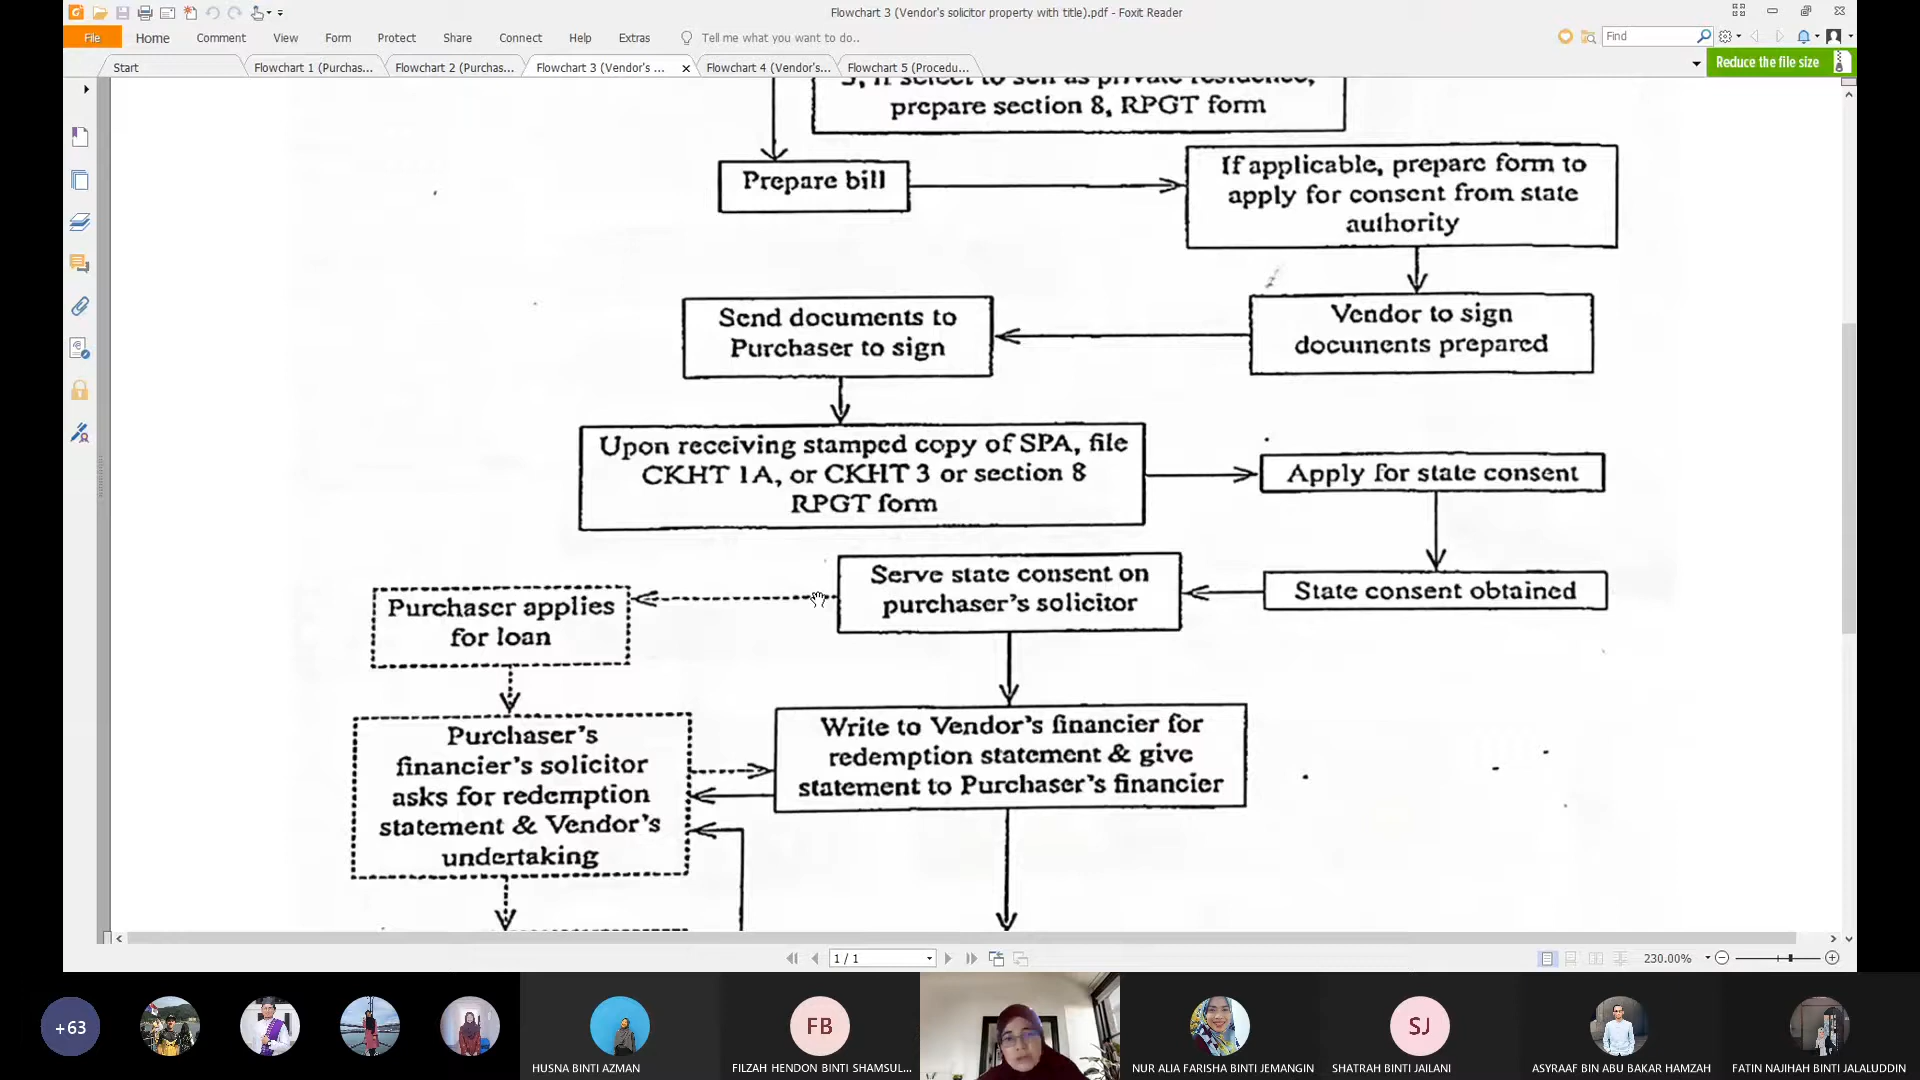 Flowchart 3 (Vendor's solicitor property with title).pdf - Foxit Reader
File Home Comment View Form Protect Share Connect Help Extras Tell me what you want to do.. Find
Start Flowchart 1 (Purchas... Flowchart 2 (Purchas... Flowchart 3 (Vendor's ... Flowchart 4 (Vendor's... Flowchart 5 (Procedu... Reduce the file size
3, if select to sell as private residence,
prepare section 8, RPGT form
Prepare bill
If applicable, prepare form to
apply for consent from state
authority
Vendor to sign
documents prepared
Send documents to
Purchaser to sign
Upon receiving stamped copy of SPA, file
CKHT 1A, or CKHT 3 or section 8
RPGT form
Apply for state consent
State consent obtained
Serve state consent on
purchaser's solicitor
Purchaser applies
for loan
Purchaser's
financier's solicitor
asks for redemption
statement & Vendor's
undertaking
Write to Vendor's financier for
redemption statement & give
statement to Purchaser's financier
1 / 1
230.00%
+63
FB
SJ
HUSNA BINTI AZMAN
FILZAH HENDON BINTI SHAMSUL...
NUR ALIA FARISHA BINTI JEMANGIN
SHATRAH BINTI JAILANI
ASYRAAF BIN ABU BAKAR HAMZAH
FATIN NAJIHAH BINTI JALALUDDIN